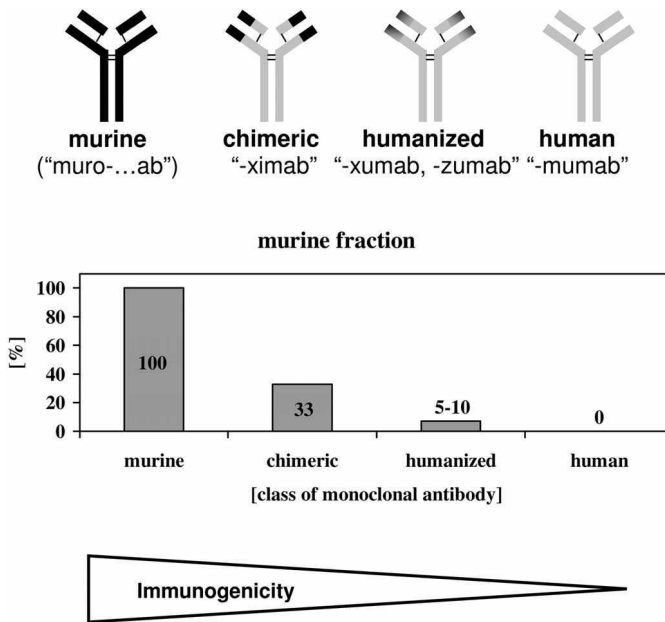 murine chimeric humanized human
(“muro-…ab”) “-ximab” “-xumab, -zumab” “-mumab”
murine fraction
[%]
100
80
60
40
20
0
100
33
5-10
0
murine chimeric humanized human
[class of monoclonal antibody]
Immunogenicity